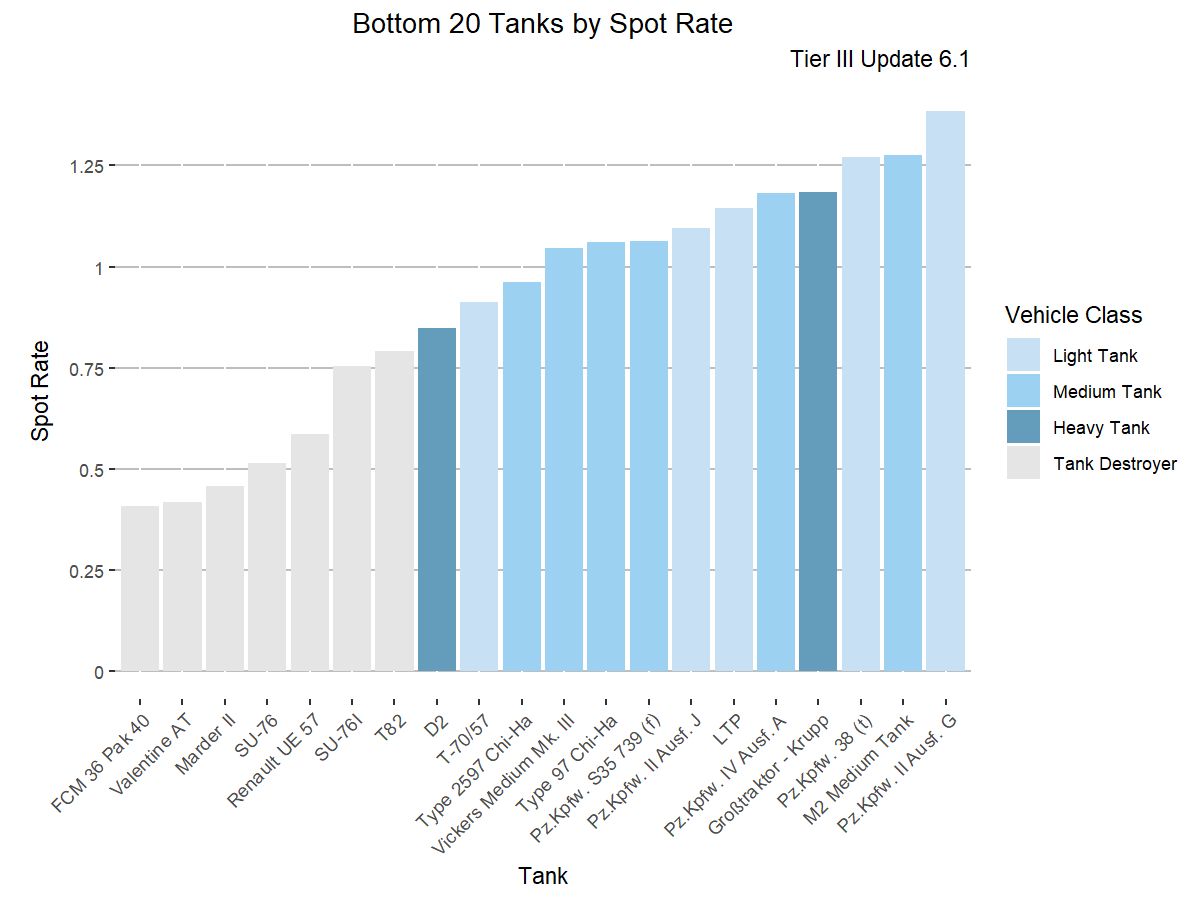 Bottom 20 Tanks by Spot Rate
Tier III Update 6.1
Spot Rate
1.25
1
0.75
0.5
0.25
0
FCM 36 Pak 40
Valentine AT
Marder II
SU-76
Renault UE 57
SU-76I
T82
D2
T-70/57
Type 2597 Chi-Ha
Vickers Medium Mk. III
Type 97 Chi-Ha
Pz.Kpfw. S35 739 (f)
Pz.Kpfw. II Ausf. J
LTP
Pz.Kpfw. IV Ausf. A
Großtraktor - Krupp
Pz.Kpfw. 38 (t)
M2 Medium Tank
Pz.Kpfw. II Ausf. G
Tank
Vehicle Class
Light Tank
Medium Tank
Heavy Tank
Tank Destroyer